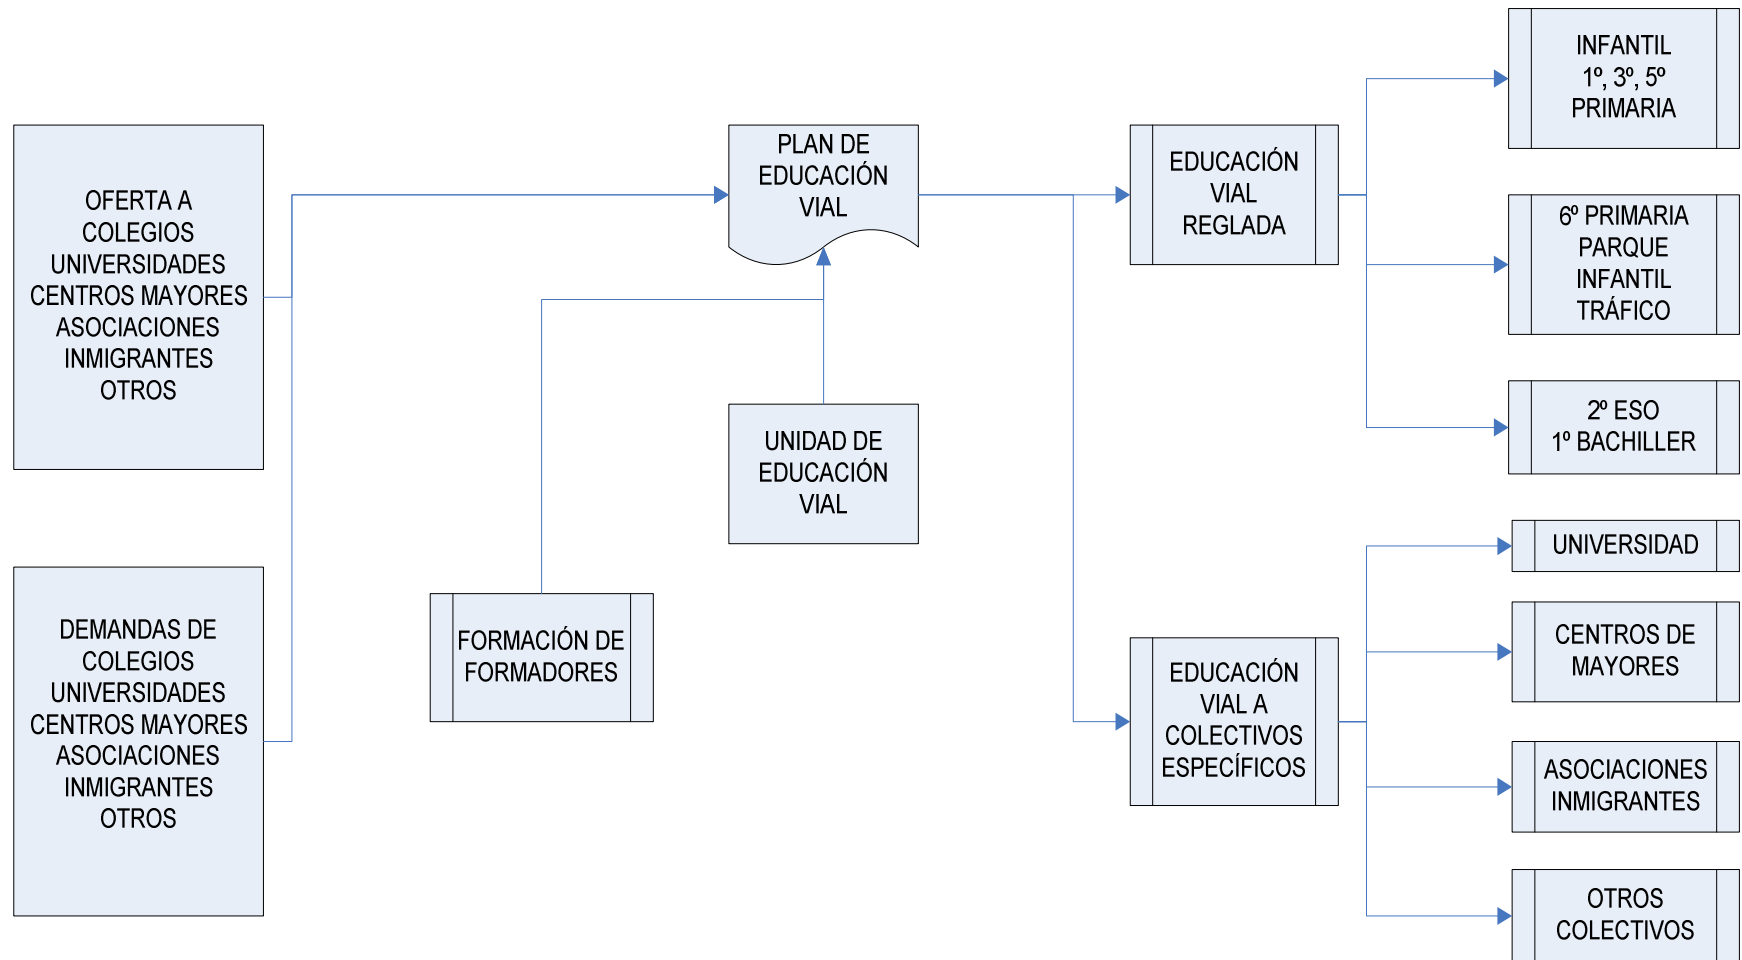 OFERTA A
COLEGIOS
UNIVERSIDADES
CENTROS MAYORES
ASOCIACIONES
INMIGRANTES
OTROS
DEMANDAS DE
COLEGIOS
UNIVERSIDADES
CENTROS MAYORES
ASOCIACIONES
INMIGRANTES
OTROS
FORMACIÓN DE
FORMADORES
PLAN DE
EDUCACIÓN
VIAL
UNIDAD DE
EDUCACIÓN
VIAL
EDUCACIÓN
VIAL
REGLADA
EDUCACIÓN
VIAL A
COLECTIVOS
ESPECÍFICOS
INFANTIL
1º, 3º, 5º
PRIMARIA
6º PRIMARIA
PARQUE
INFANTIL
TRÁFICO
2º ESO
1º BACHILLER
UNIVERSIDAD
CENTROS DE
MAYORES
ASOCIACIONES
INMIGRANTES
OTROS
COLECTIVOS